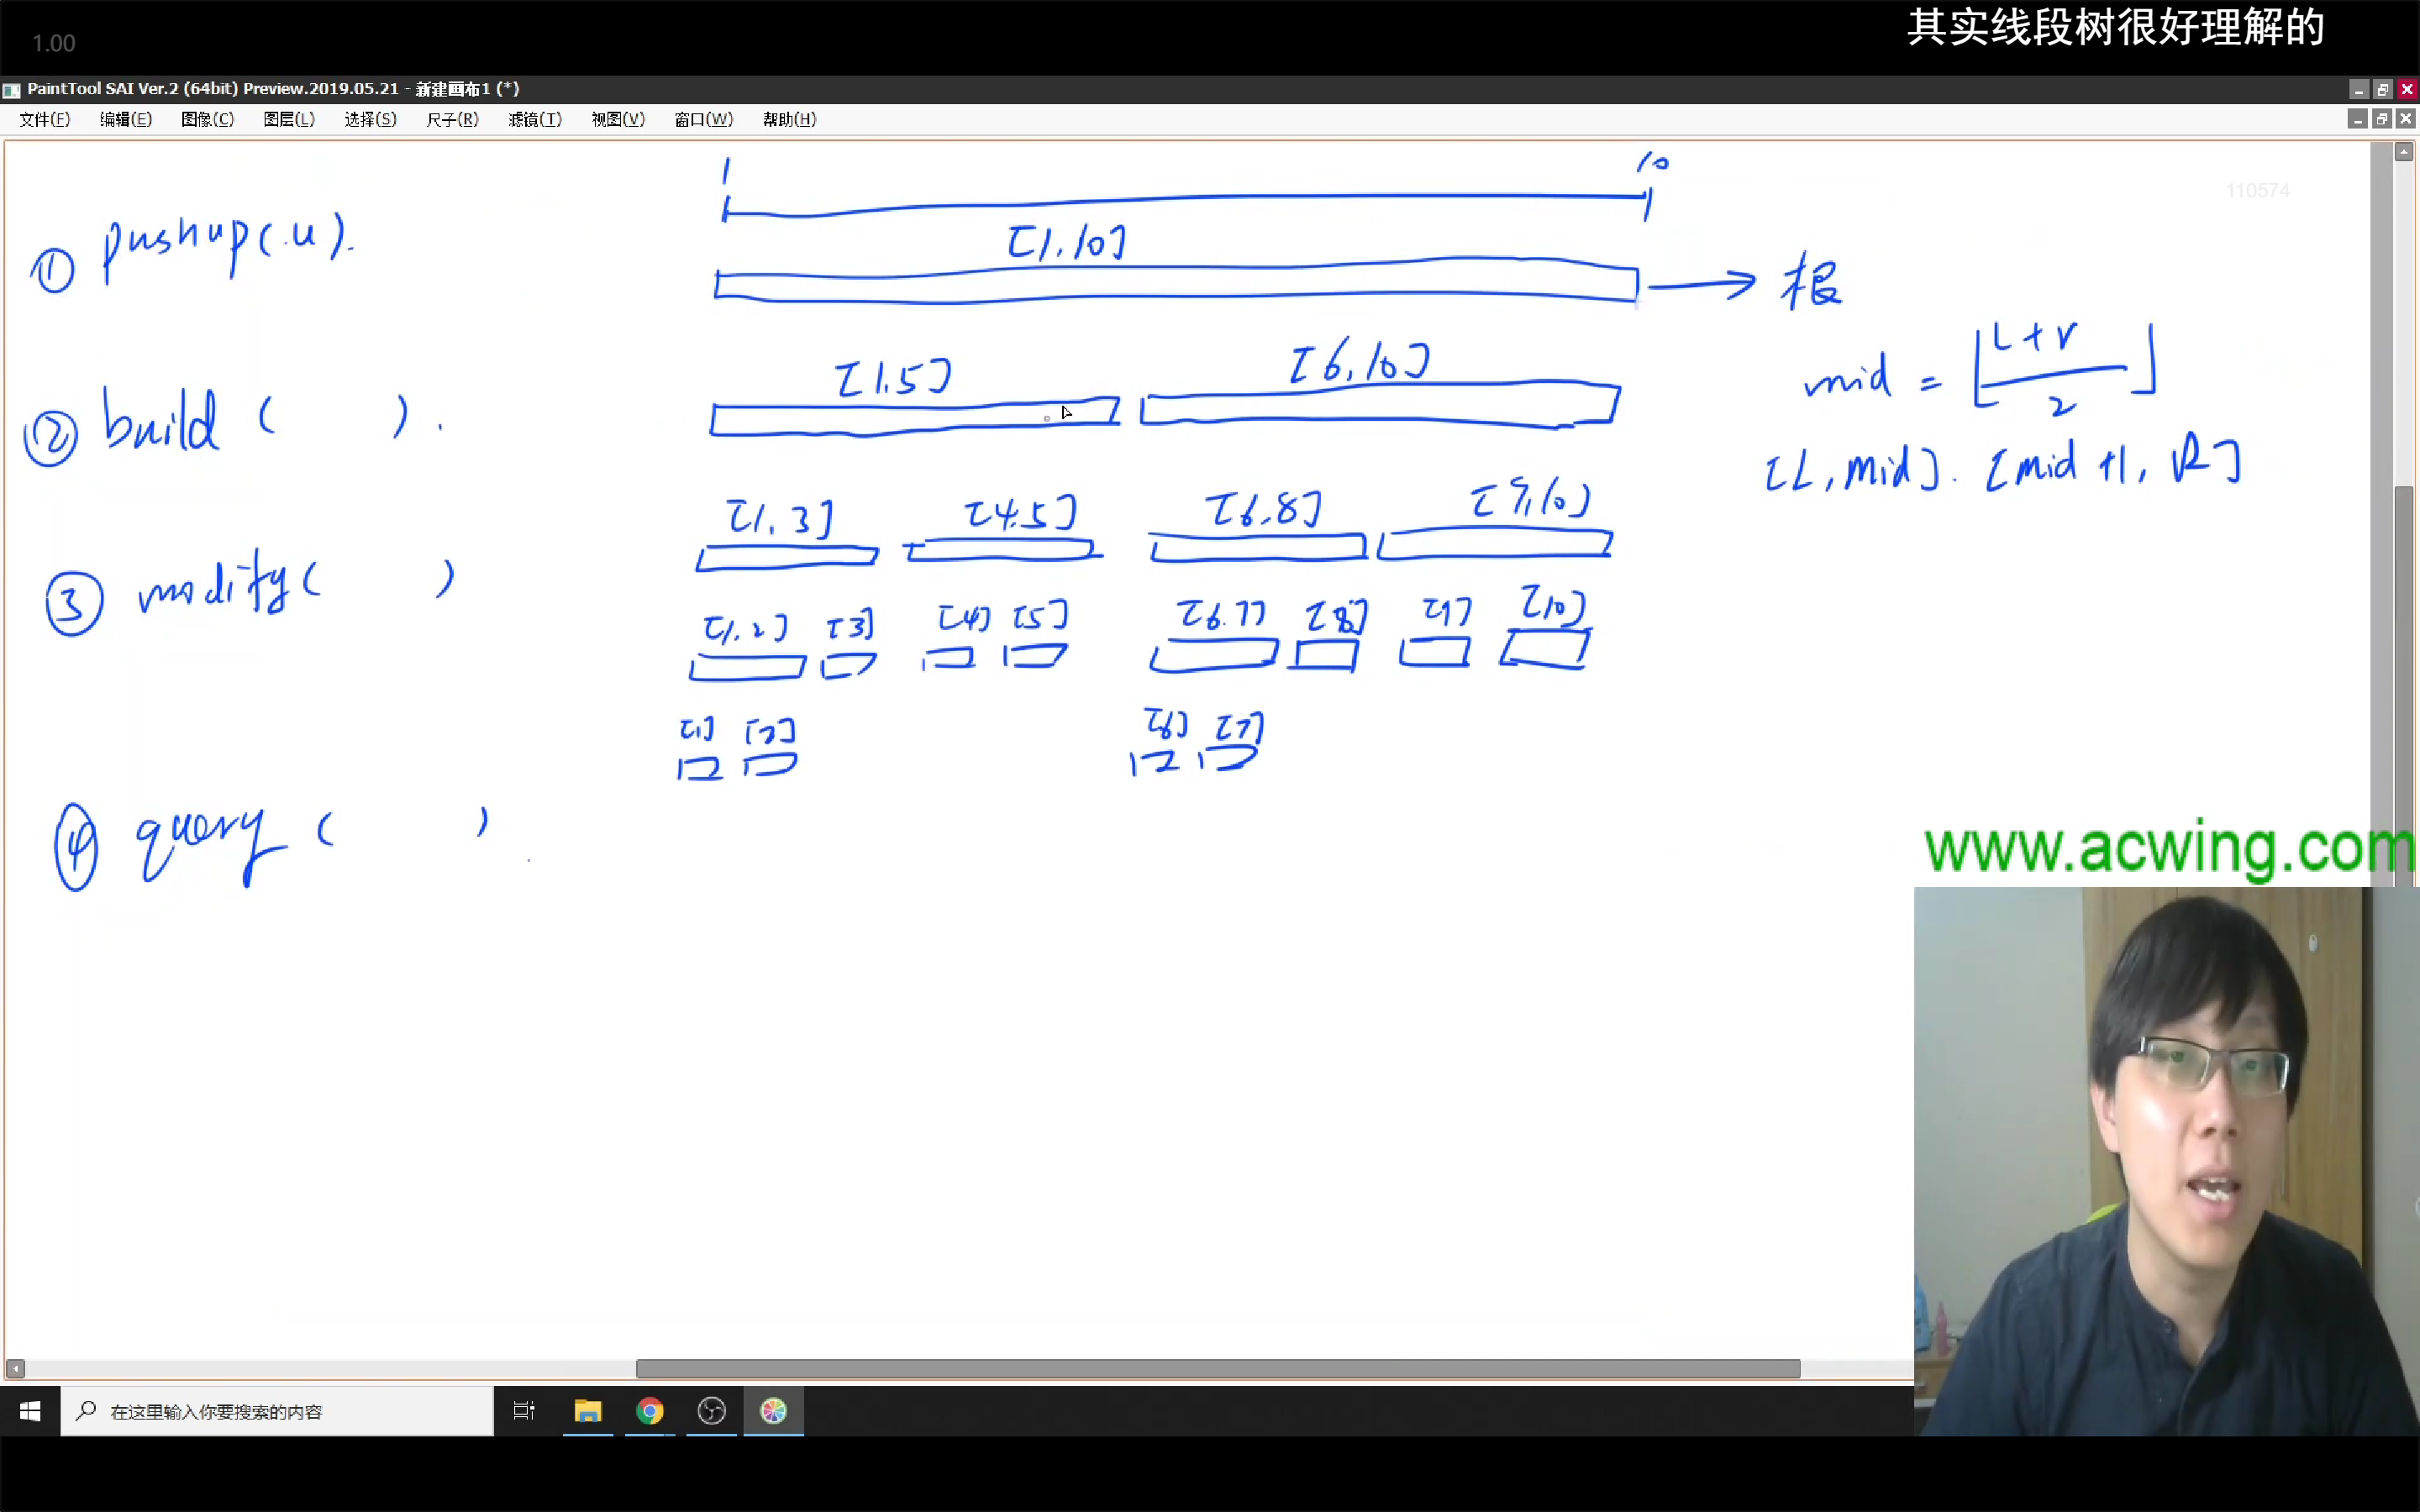 其实线段树很好理解的
1.00
PaintTool SAI Ver.2 (64bit) Preview.2019.05.21 - 新建画布1 (*)
文件(F) 编辑(E) 图像(C) 图层(L) 选择(S) 尺子(R) 滤镜(T) 视图(V) 窗口(W) 帮助(H)
110574
1 10
① pushup(u).
[1,10]
→ 根
mid = ⌊L+r/2⌋
[1.5] [6,10]
② build ( ) .
[L, mid]. [mid+1, R]
[1,3] [4.5] [6,8] [9,10]
③ modify( )
[1,2] [3] [4] [5] [6.7] [8] [9] [10]
[1] [2] [6] [7]
④ query ( )
www.acwing.com
在这里输入你要搜索的内容